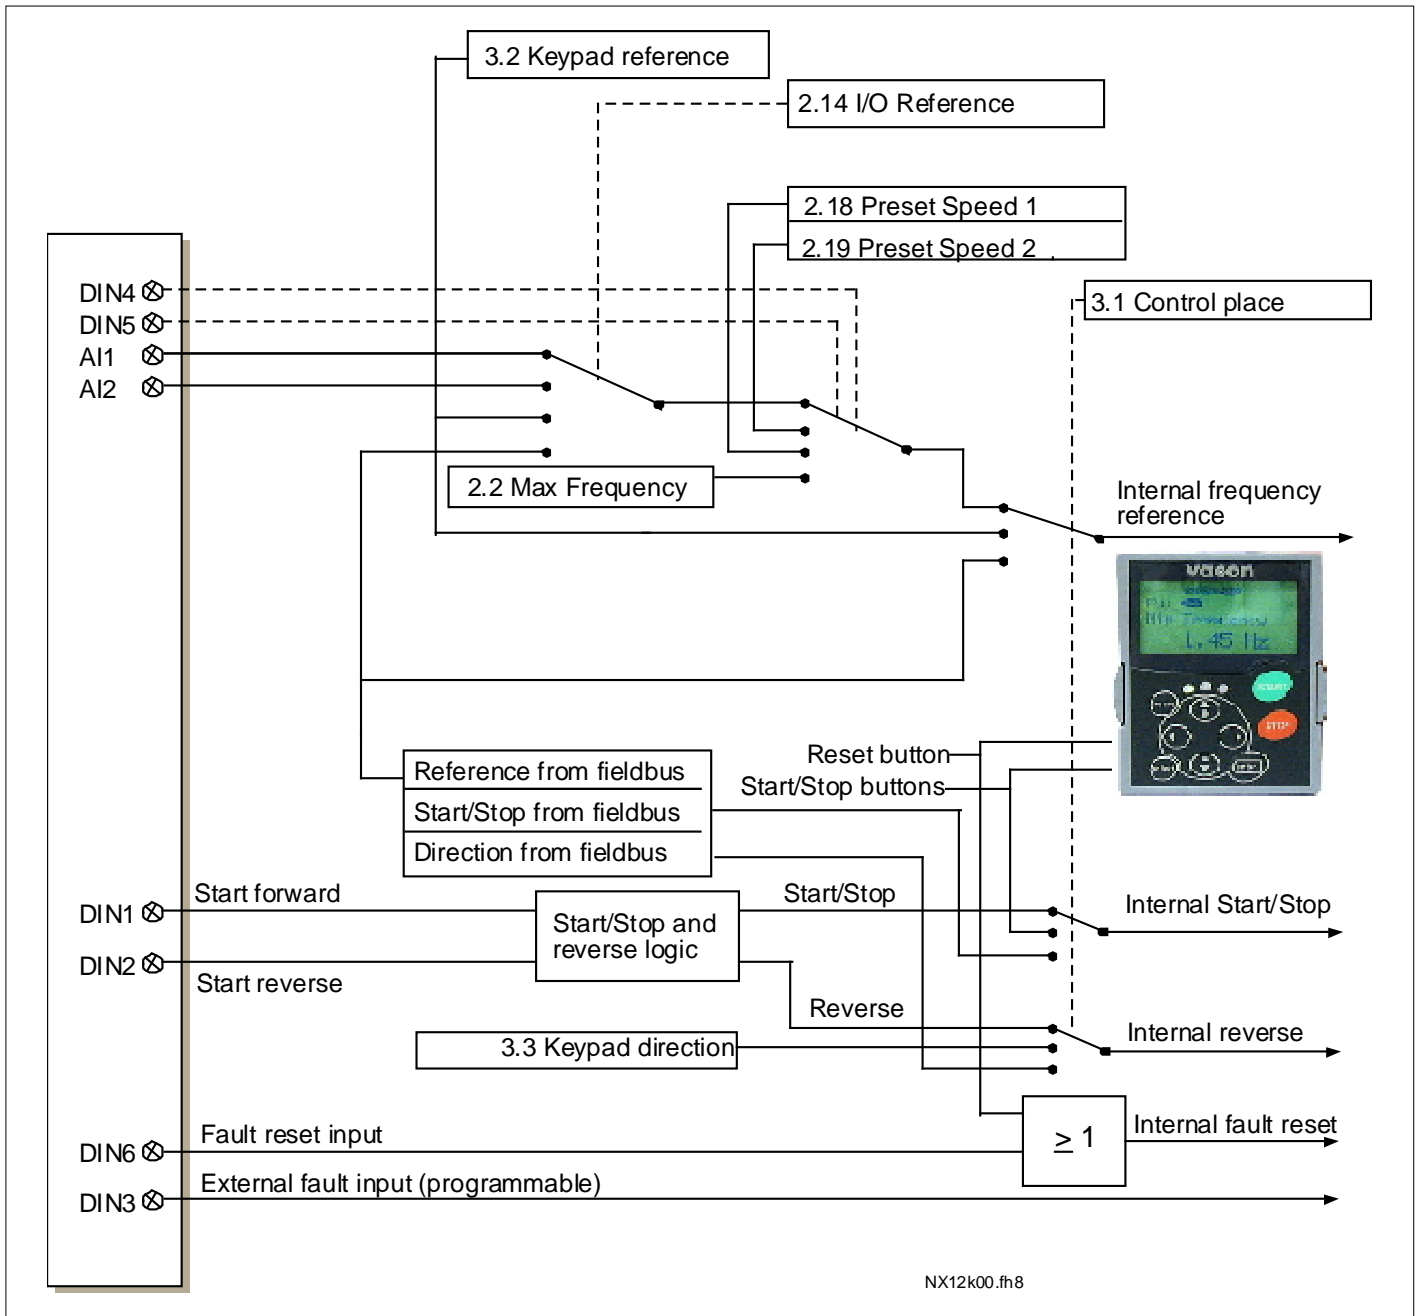 3.2 Keypad reference
2.14 I/O Reference
2.18 Preset Speed 1
2.19 Preset Speed 2
3.1 Control place
DIN4
DIN5
AI1
AI2
2.2 Max Frequency
Internal frequency
reference
vacon
1.45 Hz
STOP
Reset button
Start/Stop buttons
Reference from fieldbus
Start/Stop from fieldbus
Direction from fieldbus
DIN1
Start forward
Start/Stop and
reverse logic
Start/Stop
Internal Start/Stop
DIN2
Start reverse
Reverse
Internal reverse
3.3 Keypad direction
DIN6
Fault reset input
≥ 1
Internal fault reset
DIN3
External fault input (programmable)
NX12k00.fh8